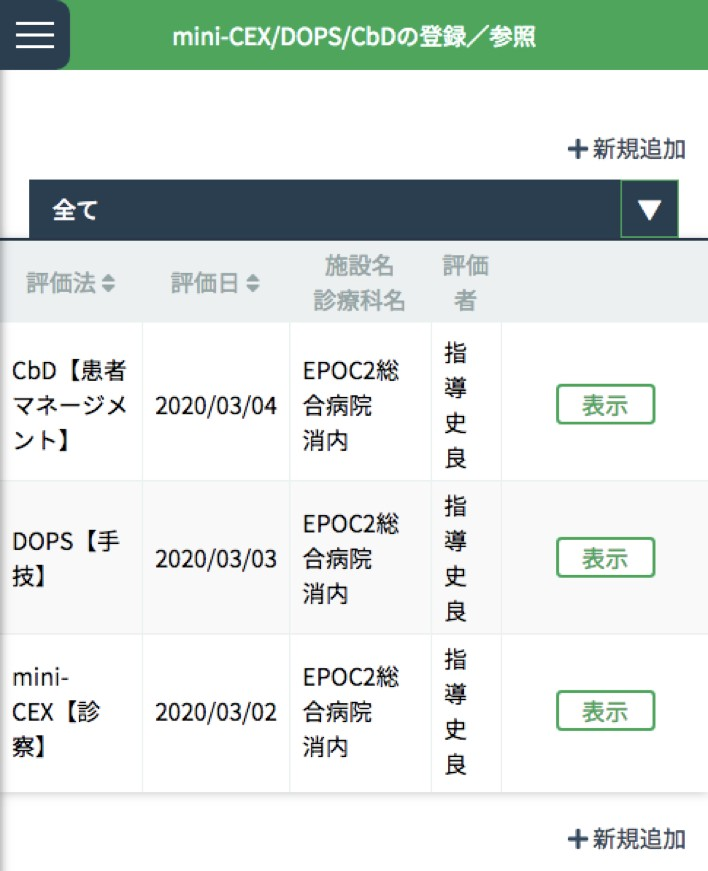 mini-CEX/DOPS/CbDの登録／参照
+新規追加
全て ▼
評価法 評価日 施設名
診療科名 評価
者
CbD【患者
マネージメ
ント】
2020/03/04
EPOC2総
合病院
消内
指
導
史
良
表示
DOPS【手
技】
2020/03/03
EPOC2総
合病院
消内
指
導
史
良
表示
mini-
CEX【診
察】
2020/03/02
EPOC2総
合病院
消内
指
導
史
良
表示
+新規追加